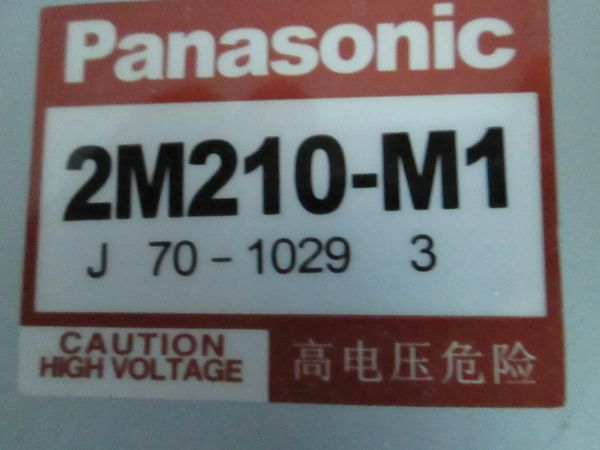 Panasonic
2M210-M1
J 70-1029 3
CAUTION
HIGH VOLTAGE
高电压危险